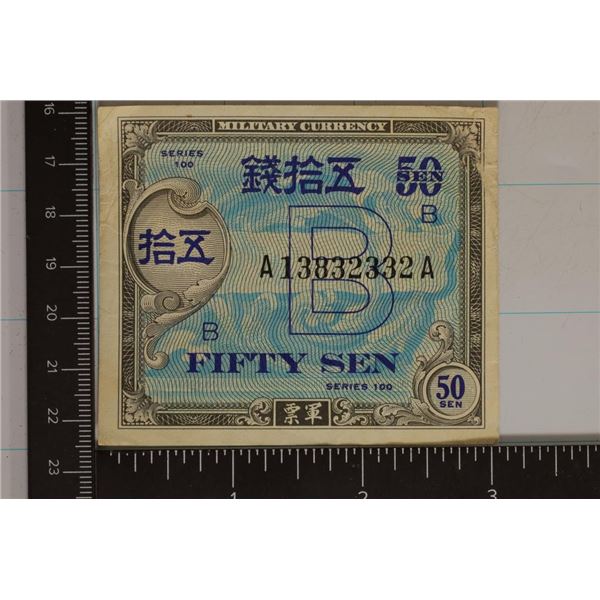 MILITARY CURRENCY
SERIES
100
錢拾五
50
SEN
B
拾五
B
A13832332A
B
FIFTY SEN
SERIES 100
票軍
50
SEN
16
17
18
19
20
21
22
23
1
2
3